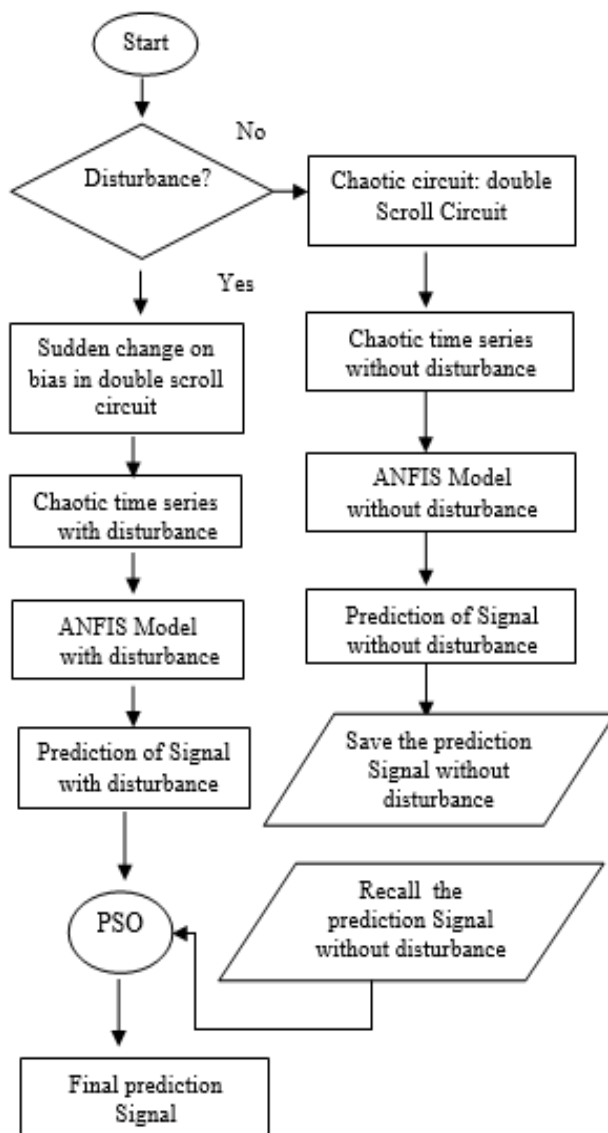 Start
No
Disturbance?
Chaotic circuit: double
Scroll Circuit
Yes
Sudden change on
bias in double scroll
circuit
Chaotic time series
without disturbance
Chaotic time series
with disturbance
ANFIS Model
without disturbance
ANFIS Model
with disturbance
Prediction of Signal
without disturbance
Prediction of Signal
with disturbance
Save the prediction
Signal without
disturbance
PSO
Recall the
prediction Signal
without disturbance
Final prediction
Signal